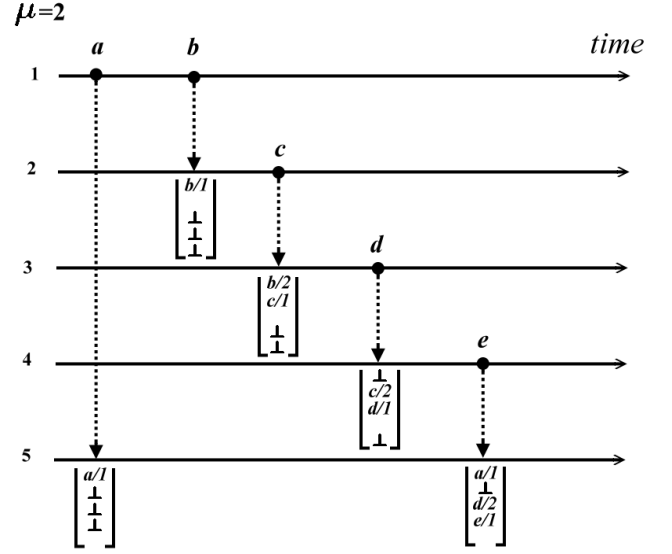 μ=2
a b time
1
c
2
b/1
⊥
⊥
⊥
d
3
b/2
c/1
⊥
⊥
e
4
⊥
c/2
d/1
⊥
5
a/1
⊥
⊥
⊥
a/1
⊥
d/2
e/1